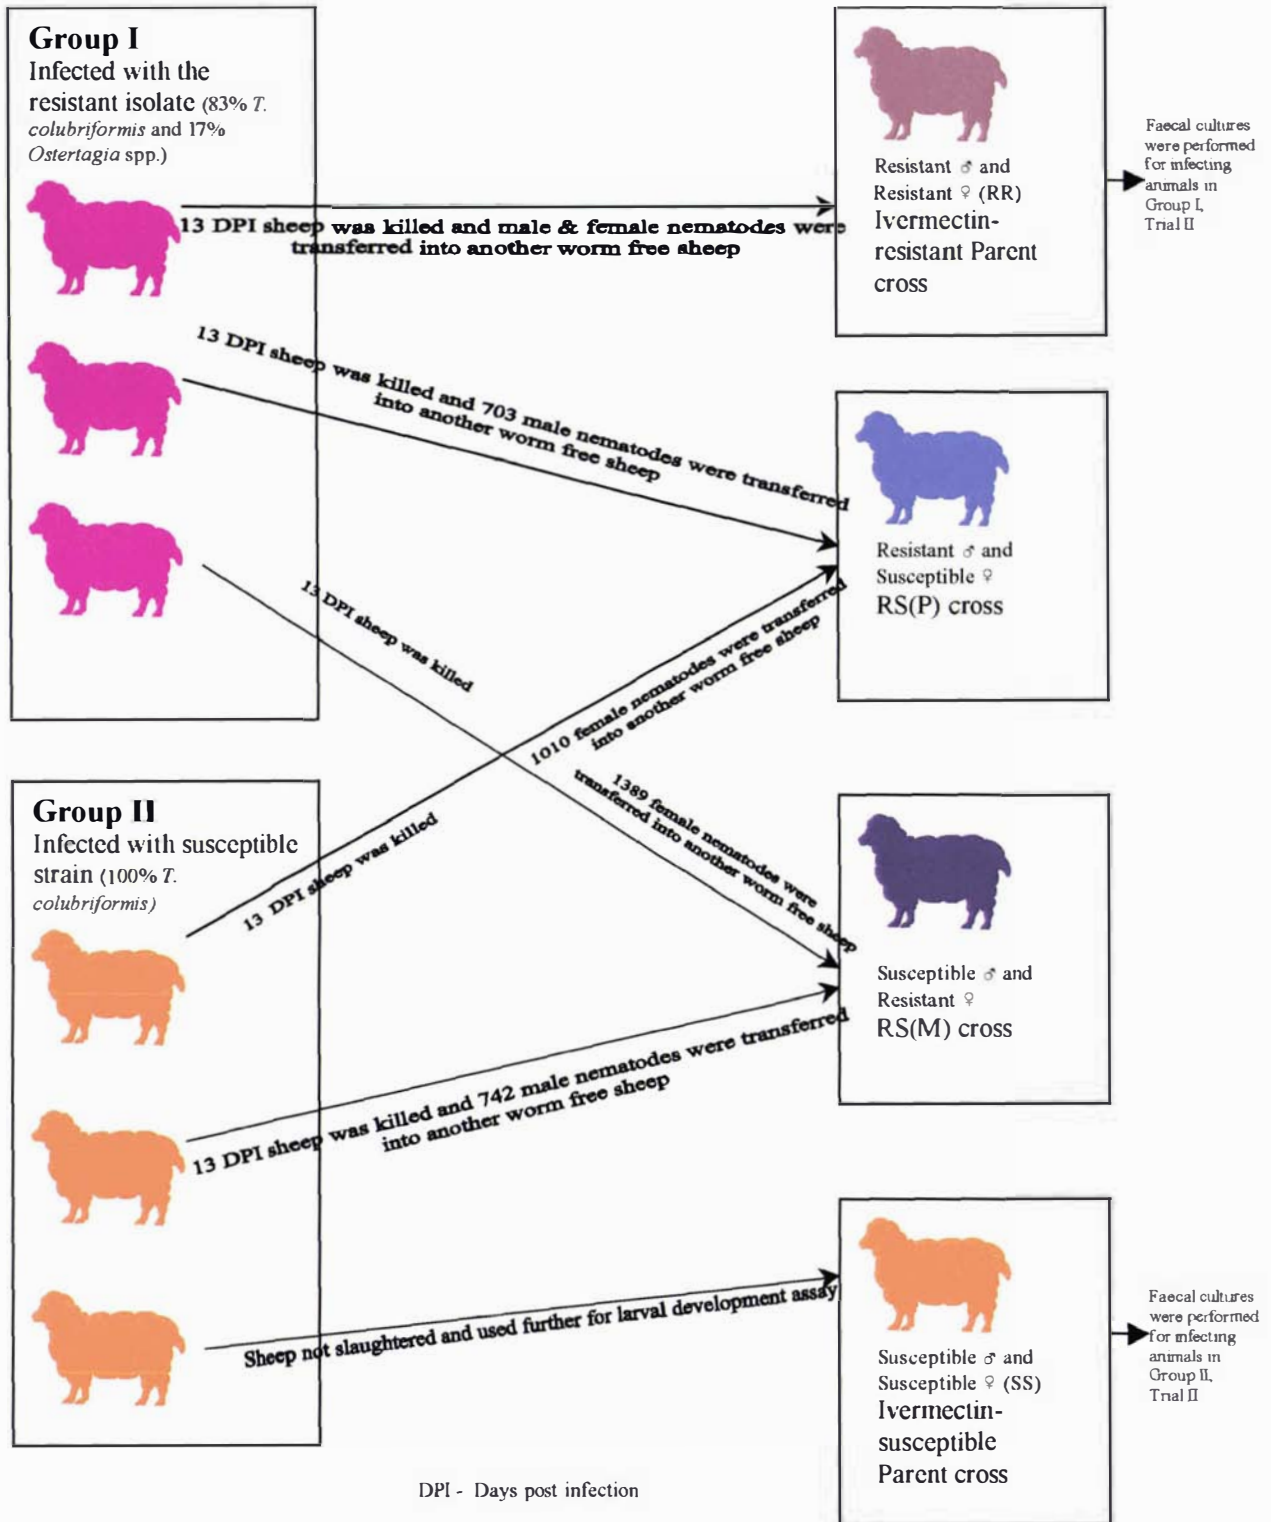 Group I
Infected with the
resistant isolate (83% T.
colubriformis and 17%
Ostertagia spp.)
13 DPI sheep was killed and male & female nematodes were
transferred into another worm free sheep
Resistant ♂ and
Resistant ♀ (RR)
Ivermectin-
resistant Parent
cross
Faecal cultures
were performed
for infecting
animals in
Group I,
Trial II
13 DPI sheep was killed and 703 male nematodes were transferred
into another worm free sheep
Resistant ♂ and
Susceptible ♀
RS(P) cross
13 DPI sheep was killed
1010 female nematodes were transferred
into another worm free sheep
1389 female nematodes were
transferred into another worm free sheep
Group II
Infected with susceptible
strain (100% T.
colubriformis)
13 DPI sheep was killed
Susceptible ♂ and
Resistant ♀
RS(M) cross
13 DPI sheep was killed and 742 male nematodes were transferred
into another worm free sheep
Sheep not slaughtered and used further for larval development assay
Susceptible ♂ and
Susceptible ♀ (SS)
Ivermectin-
susceptible
Parent cross
Faecal cultures
were performed
for infecting
animals in
Group II,
Trial II
DPI - Days post infection